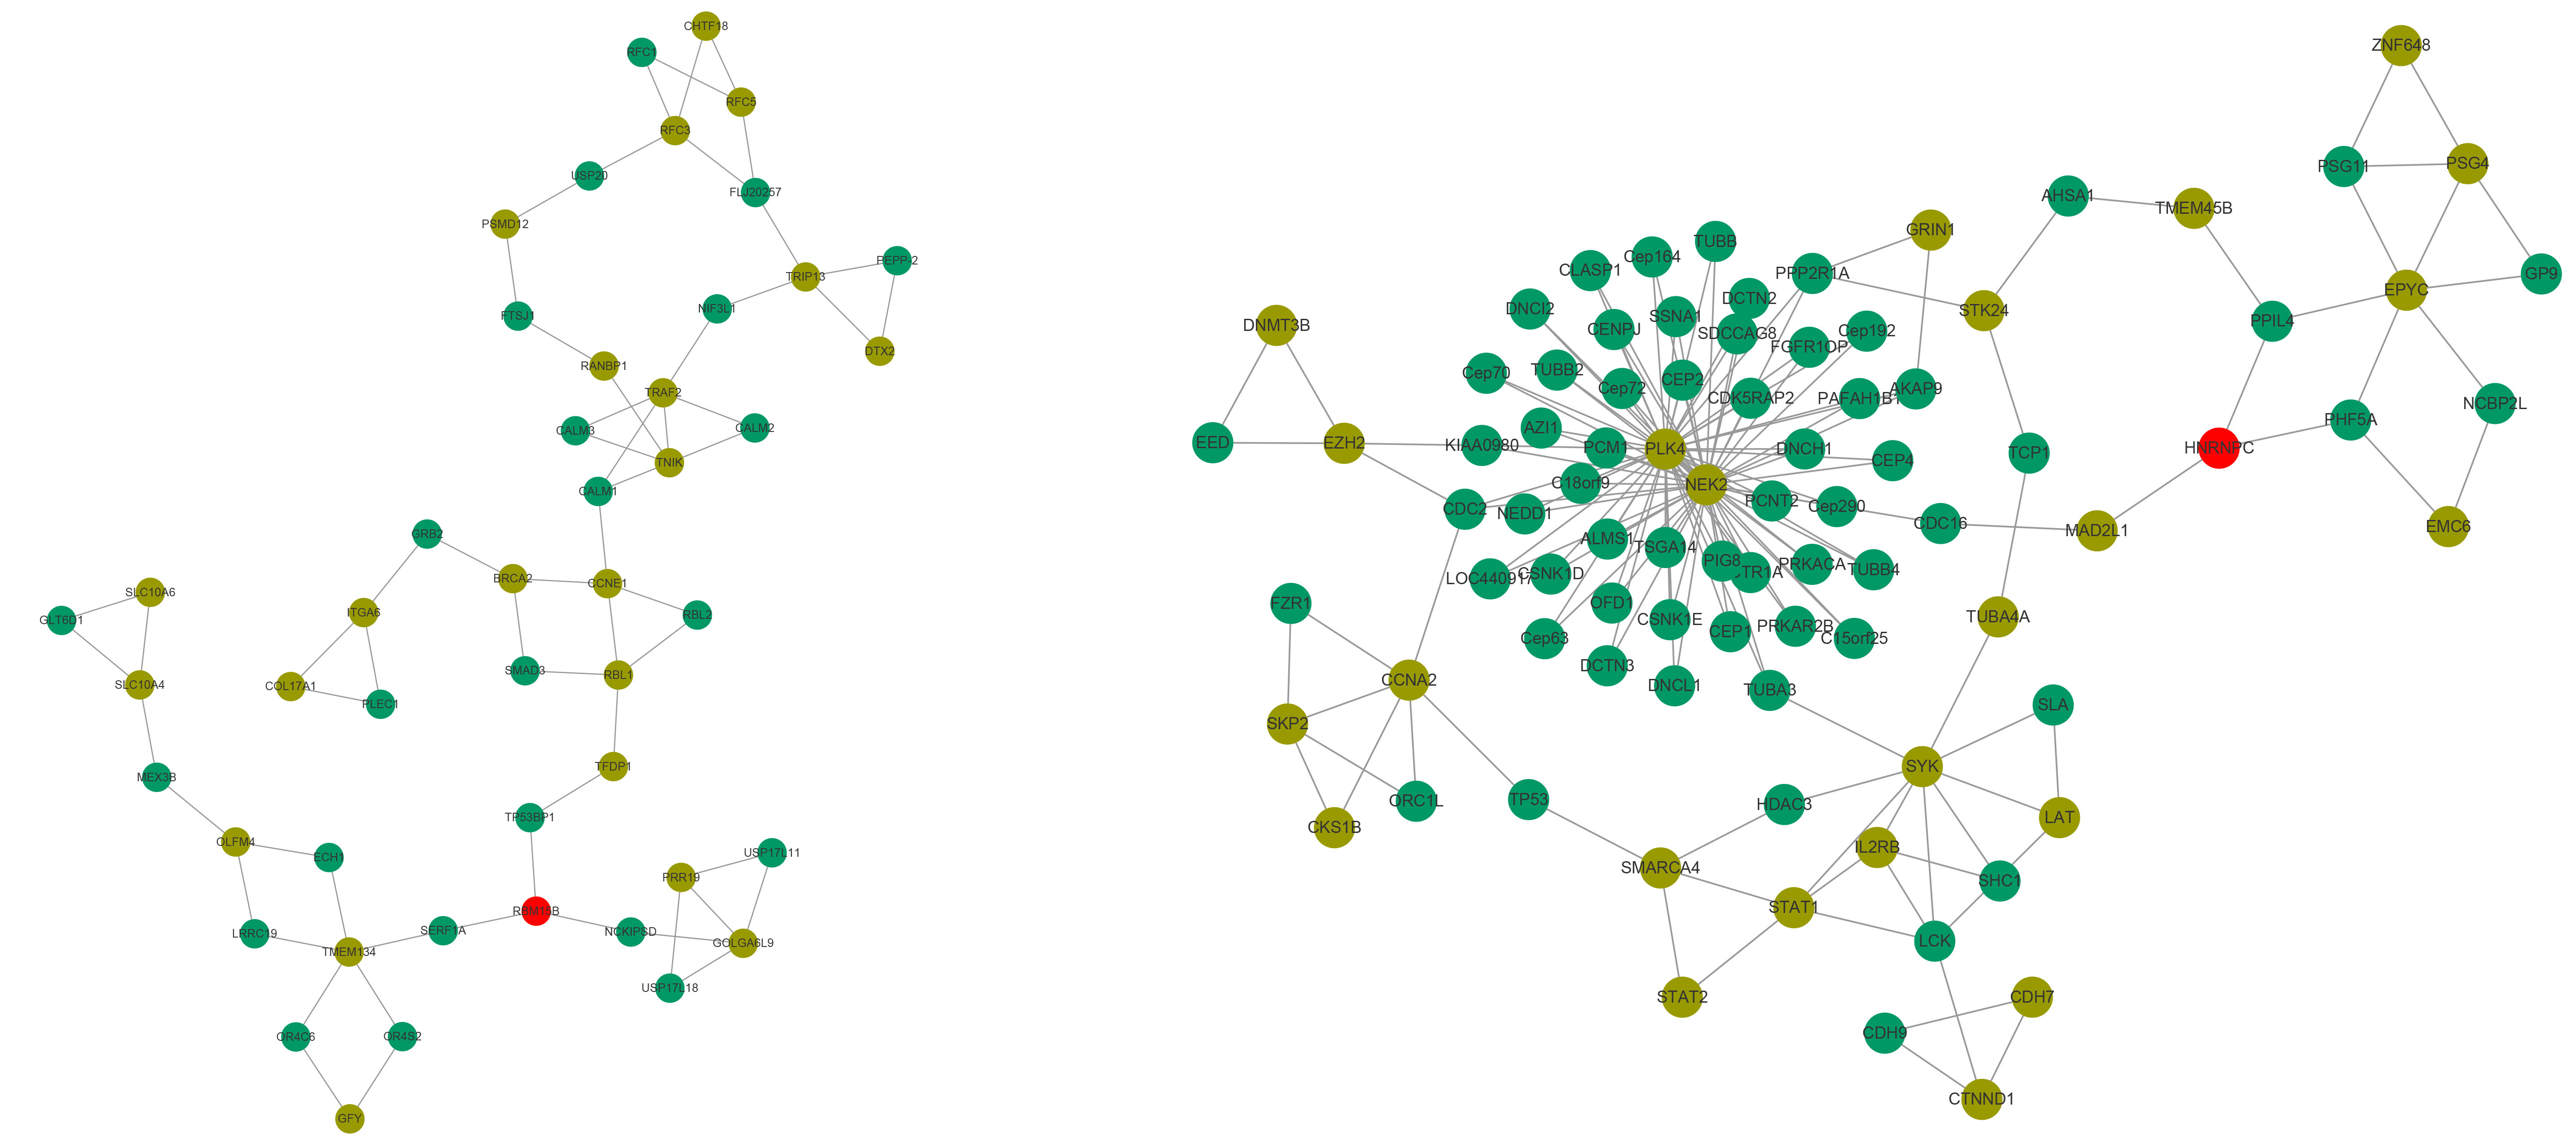 CHTF18
RFC1
RFC5
RFC3
USP20
FLJ20257
PSMD12
PEPP-2
TRIP13
NIF3L1
FTSJ1
DTX2
RANBP1
TRAF2
CALM3
CALM2
TNIK
CALM1
GRB2
BRCA2
CCNE1
SLC10A6
ITGA6
GLT6D1
RBL2
SMAD3
RBL1
SLC10A4
COL17A1
PLEC1
TFDP1
MEX3B
TP53BP1
OLFM4
ECH1
USP17L11
PRR19
RBM15B
SERF1A
LRRC19
NCKIPSD
GOLGA6L9
TMEM134
USP17L18
OR4C6
OR4S2
GFY
ZNF648
PSG11
PSG4
AHSA1
TMEM45B
GRIN1
TUBB
Cep164
CLASP1
PPP2R1A
GP9
EPYC
DCTN2
DNCI2
SSNA1
STK24
PPIL4
DNMT3B
CENPJ
SDCCAG8
Cep192
FGFR1OP
Cep70
TUBB2
CEP2
Cep72
AKAP9
CDK5RAP2
PAFAH1B1
NCBP2L
PHF5A
AZI1
EED
EZH2
KIAA0980
PCM1
PLK4
DNCH1
HNRNPC
TCP1
CEP4
C18orf9
NEK2
PCNT2
Cep290
CDC2
NEDD1
CDC16
MAD2L1
EMC6
ALMS1
TSGA14
PIG8
PRKACA
CSNK1D
TUBB4
FZR1
OFD1
TUBA4A
CSNK1E
CEP1
PRKAR2B
C15orf25
Cep63
DCTN3
CCNA2
DNCL1
TUBA3
SLA
SKP2
SYK
ORC1L
TP53
HDAC3
LAT
CKS1B
IL2RB
SMARCA4
SHC1
STAT1
LCK
STAT2
CDH7
CDH9
CTNND1